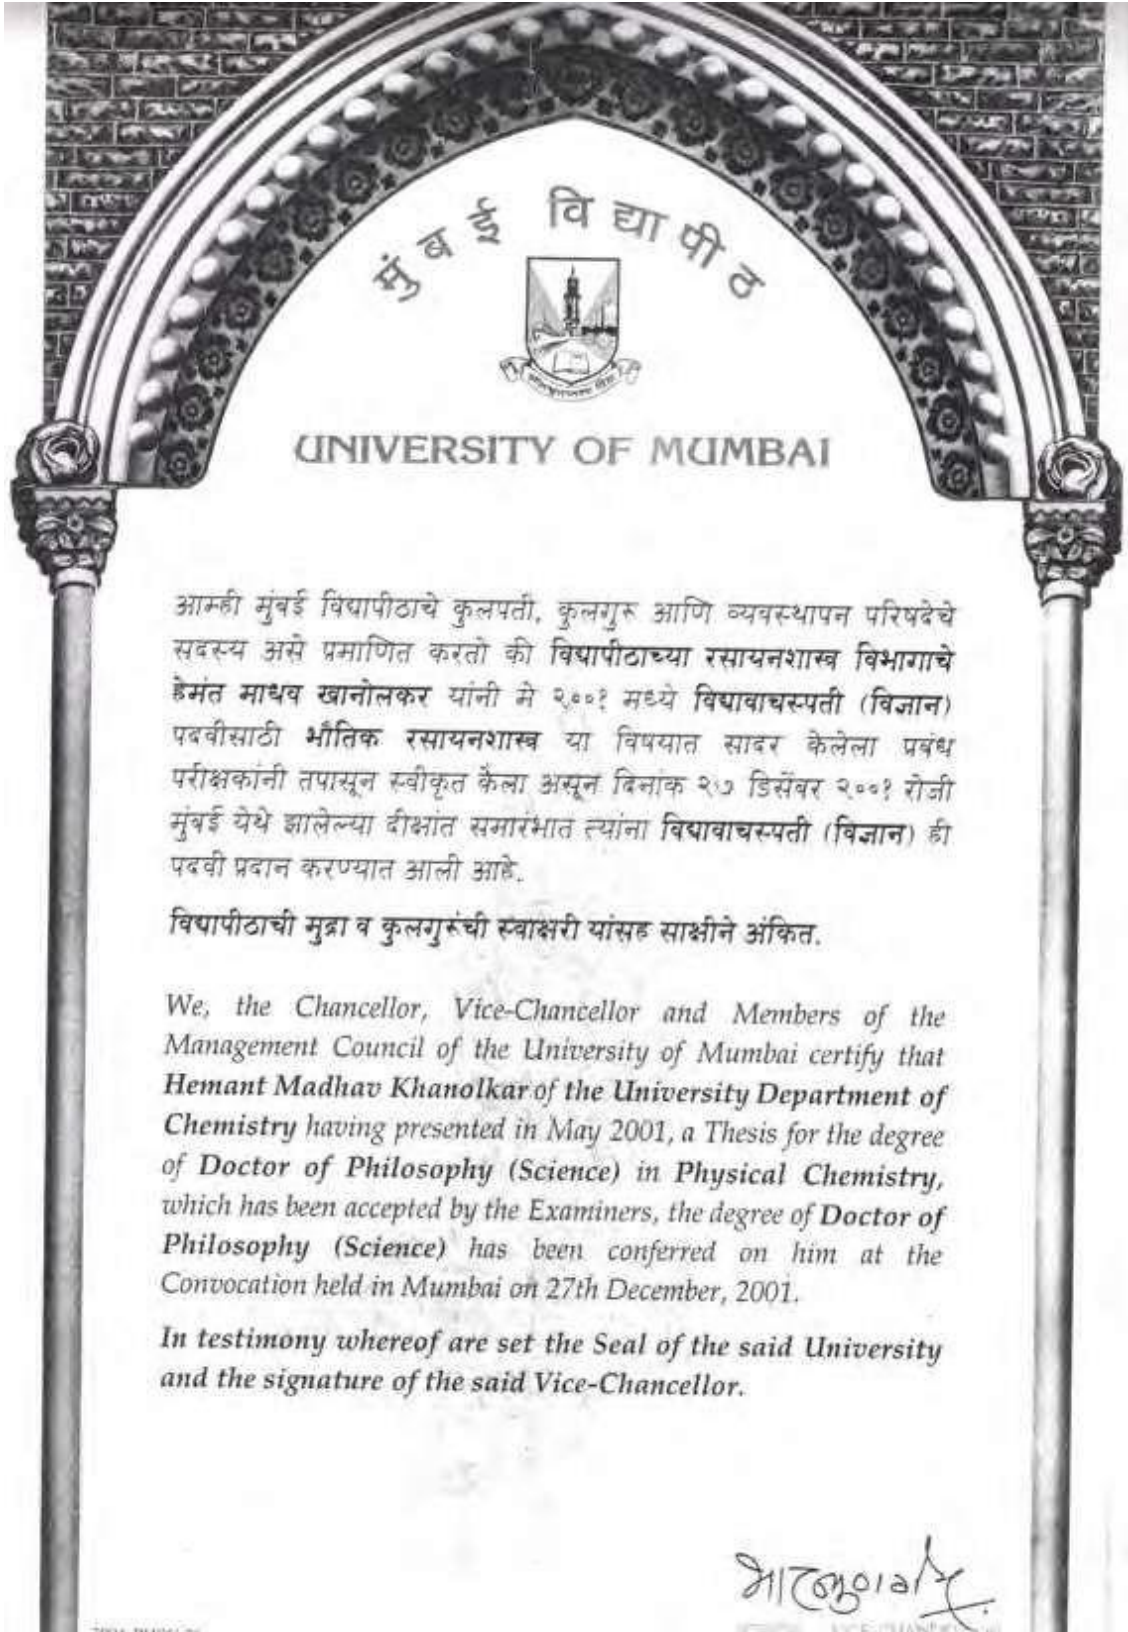 मुंबई विद्यापीठ
UNIVERSITY OF MUMBAI
आम्ही मुंबई विद्यापीठाचे कुलपती, कुलगुरू आणि व्यवस्थापन परिषदेचे
सदस्य असे प्रमाणित करतो की विद्यापीठाच्या रसायनशास्त्र विभागाचे
हेमंत माधव खानोलकर यांनी मे २००१ मध्ये विद्यावाचस्पती (विज्ञान)
पदवीसाठी भौतिक रसायनशास्त्र या विषयात सादर केलेला प्रबंध
परीक्षकांनी तपासून स्वीकृत केला असून दिनांक २७ डिसेंबर २००१ रोजी
मुंबई येथे झालेल्या दीक्षांत समारंभात त्यांना विद्यावाचस्पती (विज्ञान) ही
पदवी प्रदान करण्यात आली आहे.
विद्यापीठाची मुद्रा व कुलगुरूंची स्वाक्षरी यांसह साक्षीने अंकित.
We, the Chancellor, Vice-Chancellor and Members of the
Management Council of the University of Mumbai certify that
Hemant Madhav Khanolkar of the University Department of
Chemistry having presented in May 2001, a Thesis for the degree
of Doctor of Philosophy (Science) in Physical Chemistry,
which has been accepted by the Examiners, the degree of Doctor of
Philosophy (Science) has been conferred on him at the
Convocation held in Mumbai on 27th December, 2001.
In testimony whereof are set the Seal of the said University
and the signature of the said Vice-Chancellor.